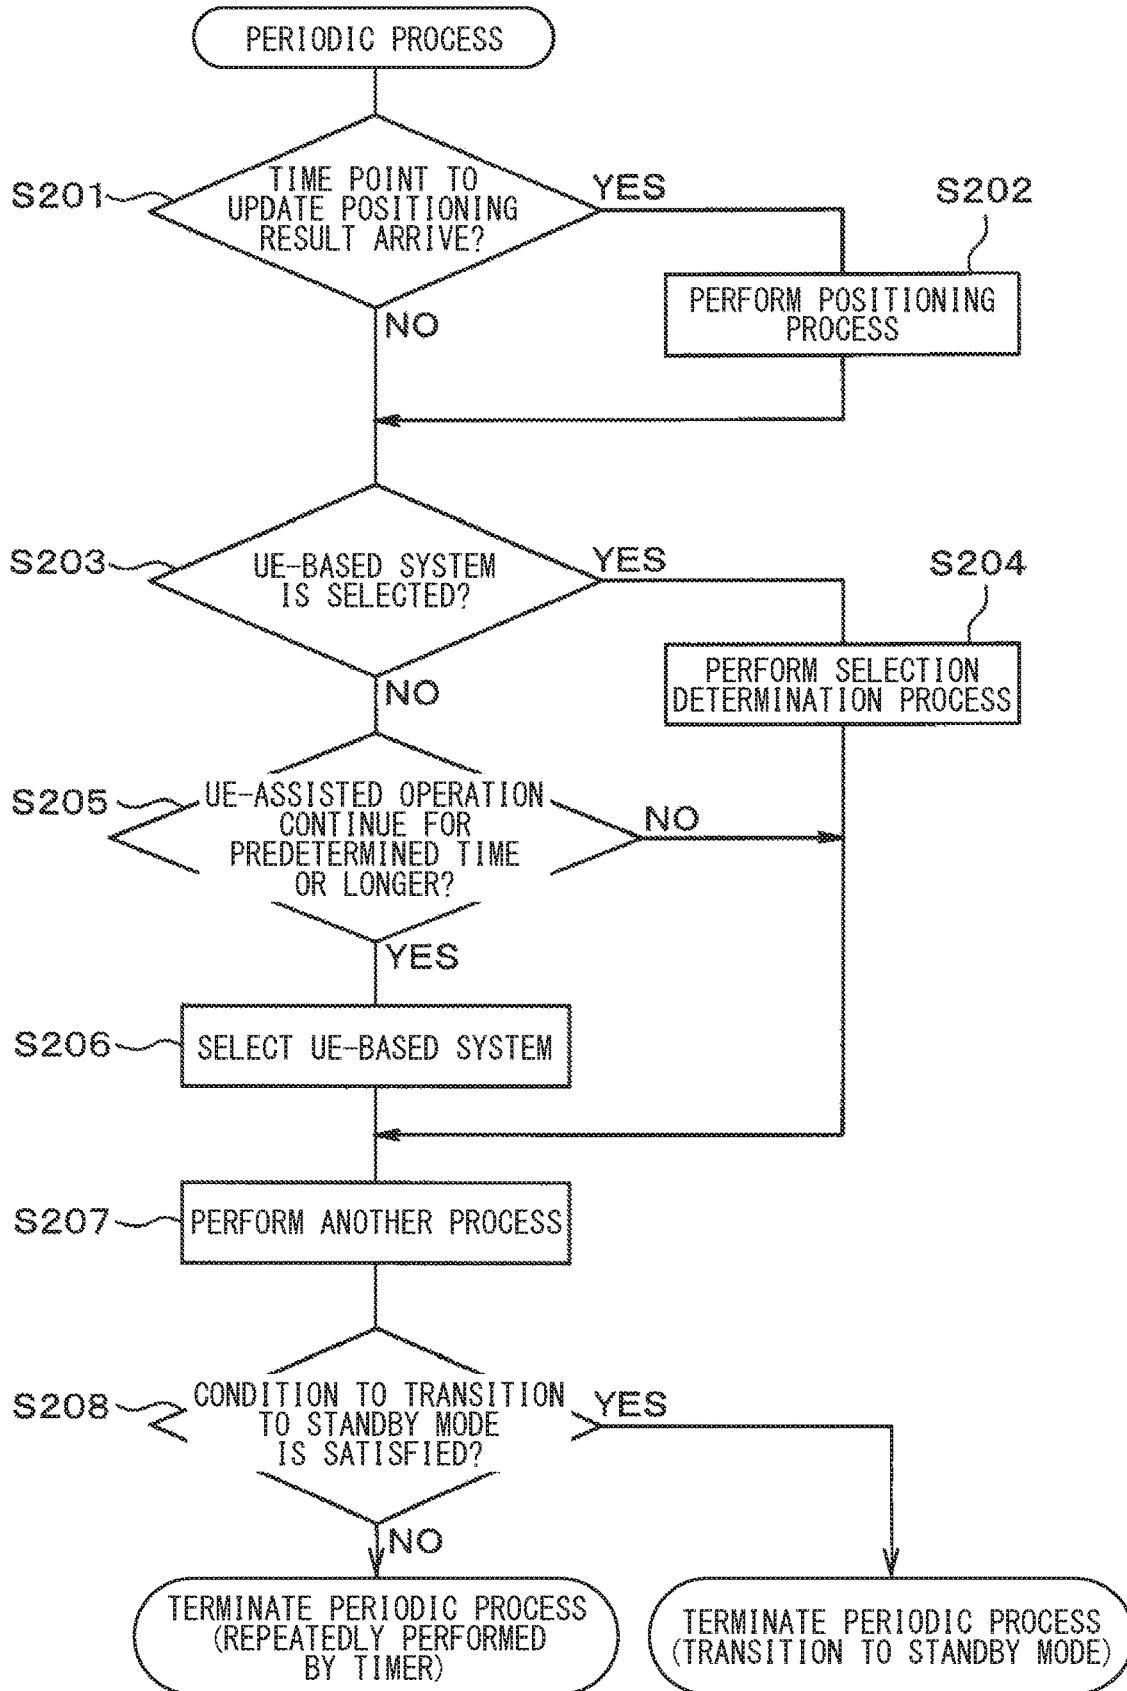 PERIODIC PROCESS
S201
TIME POINT TO
UPDATE POSITIONING
RESULT ARRIVE?
YES
S202
PERFORM POSITIONING
PROCESS
NO
S203
UE-BASED SYSTEM
IS SELECTED?
YES
S204
PERFORM SELECTION
DETERMINATION PROCESS
NO
S205
UE-ASSISTED OPERATION
CONTINUE FOR
PREDETERMINED TIME
OR LONGER?
NO
YES
S206
SELECT UE-BASED SYSTEM
S207
PERFORM ANOTHER PROCESS
S208
CONDITION TO TRANSITION
TO STANDBY MODE
IS SATISFIED?
YES
NO
TERMINATE PERIODIC PROCESS
(REPEATEDLY PERFORMED
BY TIMER)
TERMINATE PERIODIC PROCESS
(TRANSITION TO STANDBY MODE)